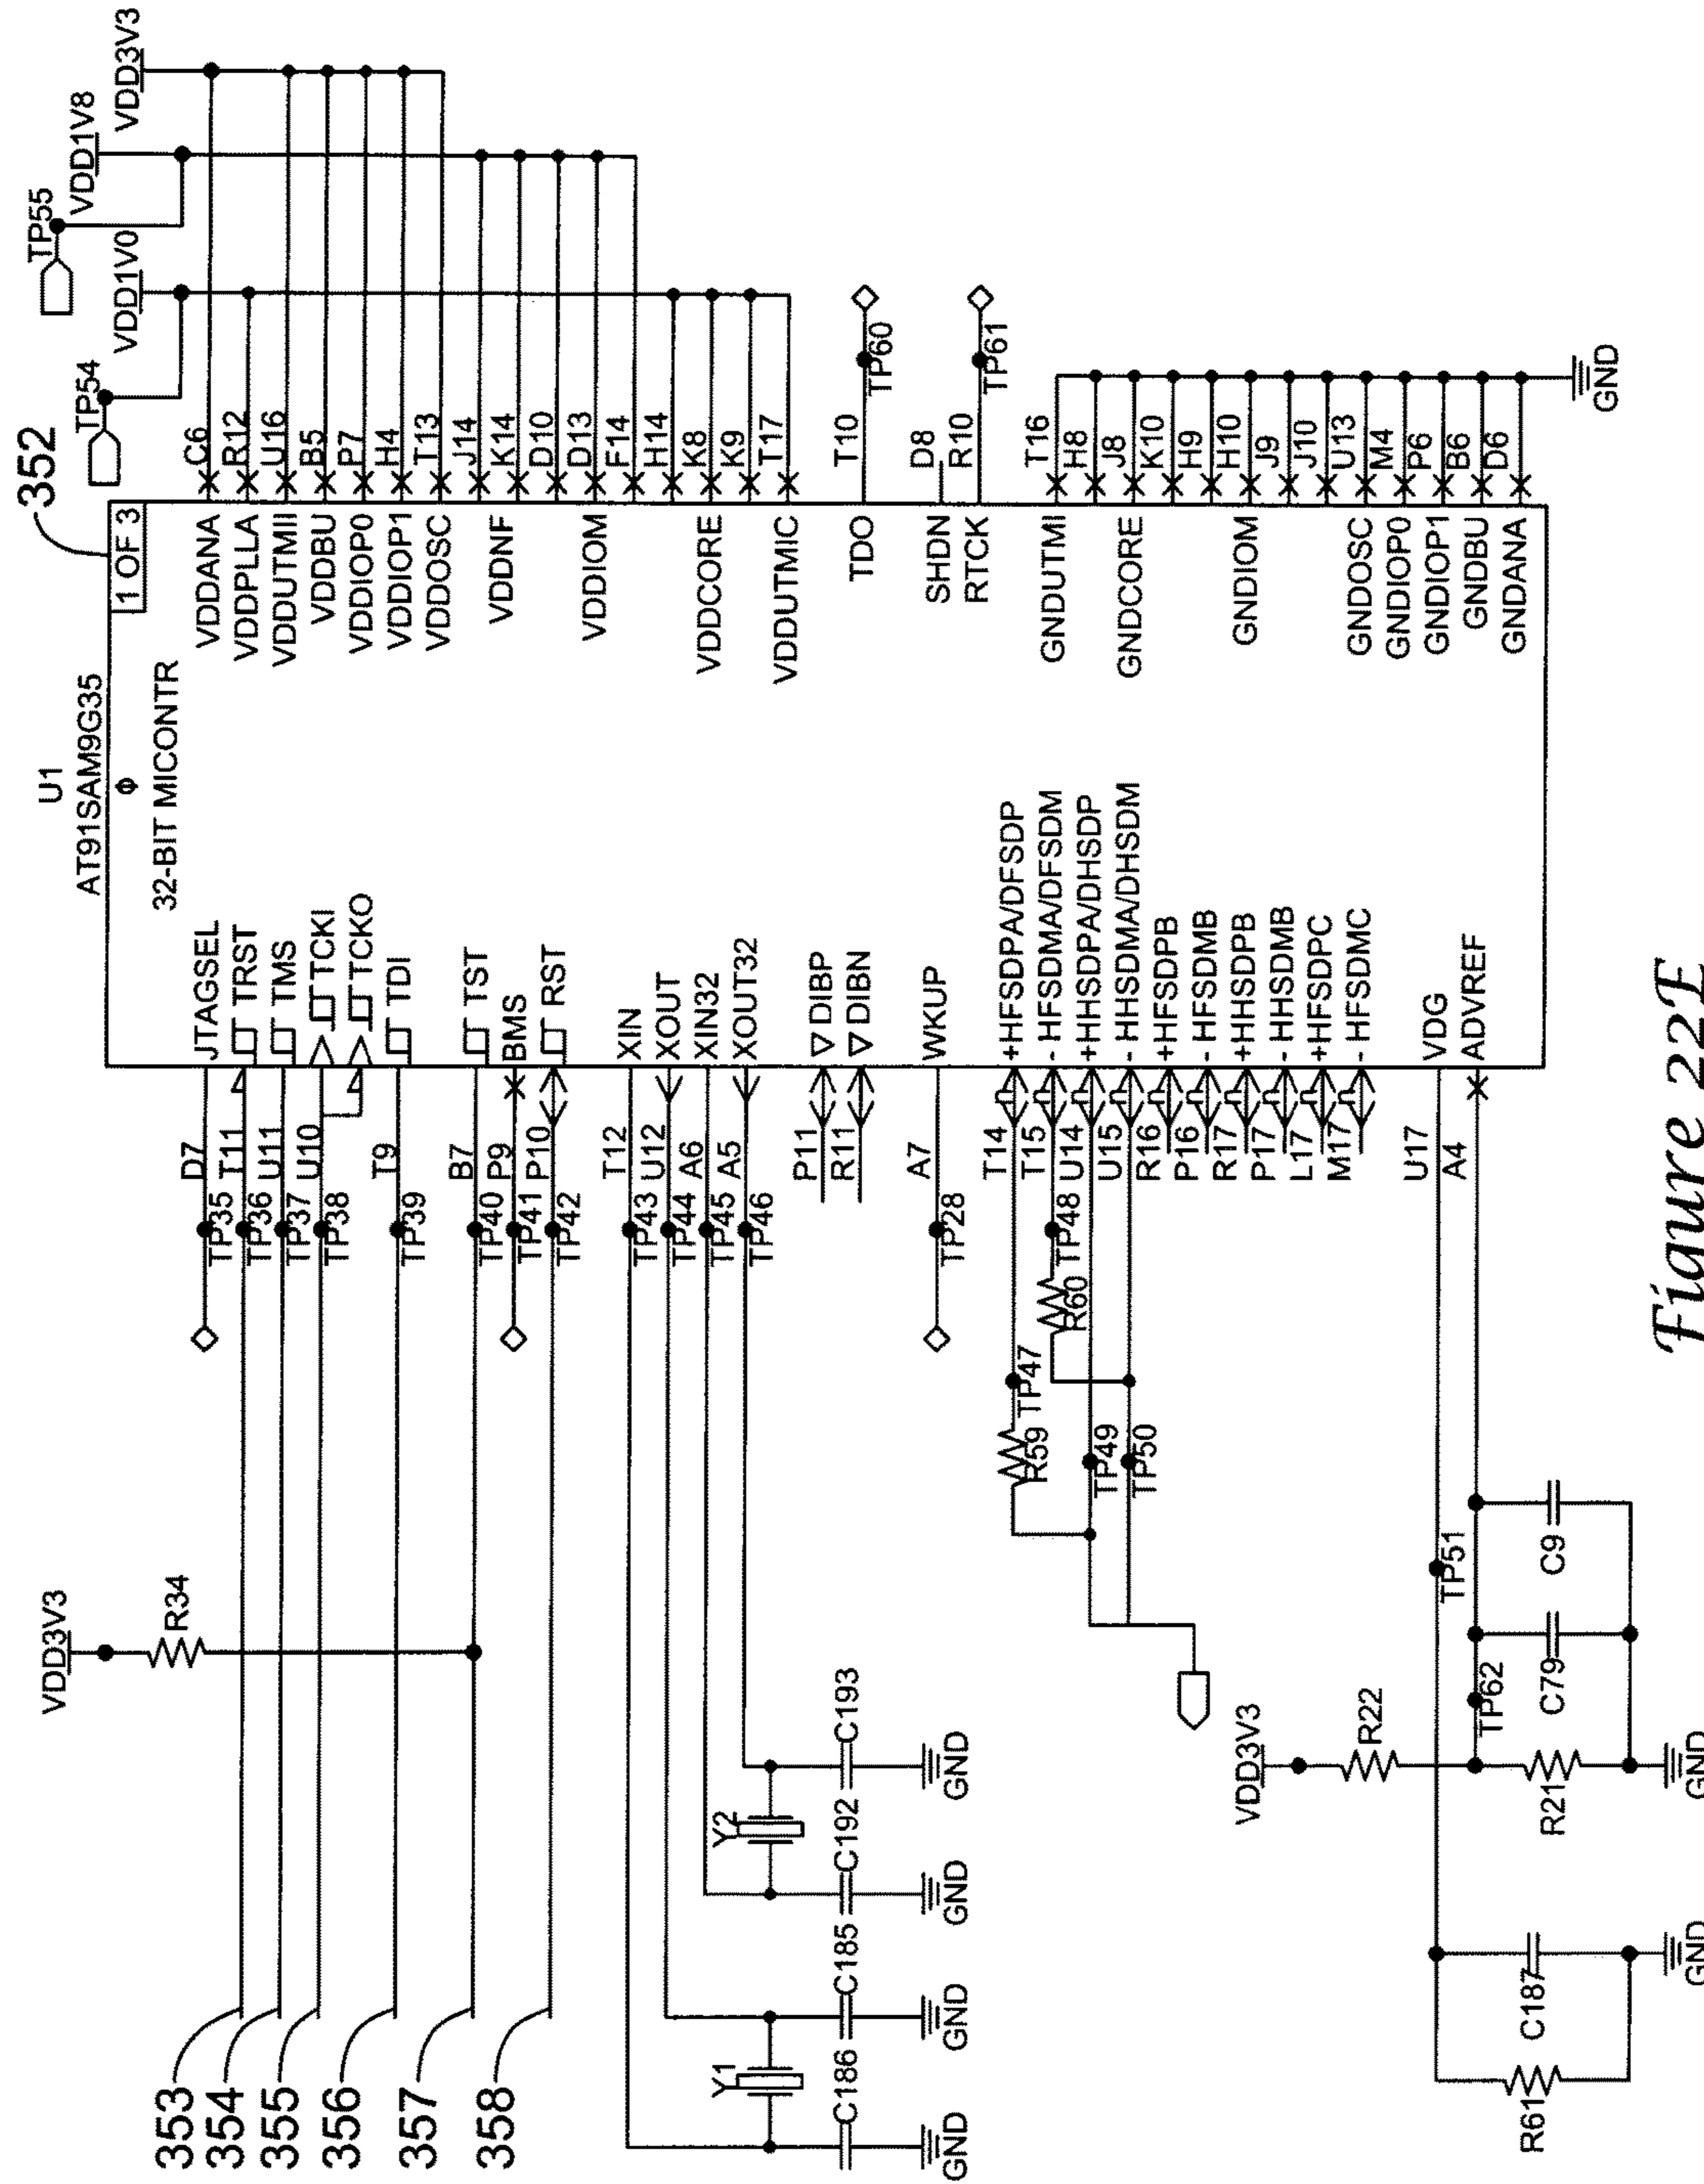 352
TP55
U1
VDD3V3
TP54
VDD1V8
AT91SAM9G35
VDD1V0
VDD3V3
Φ
1 OF 3
32-BIT MICONTR
R34
353
354
355
356
357
358
D7
TP35
JTAGSEL
T11
TP36
TRST
U11
TP37
TMS
U10
TP38
TCKI
TCKO
T9
TP39
TDI
B7
TP40
TST
P9
TP41
BMS
P10
TP42
RST
T12
TP43
XIN
U12
TP44
XOUT
A6
TP45
XIN32
A5
TP46
XOUT32
Y1
Y2
C186
C185
C192
C193
GND
GND
GND
GND
P11
DIBP
R11
DIBN
A7
TP28
WKUP
T14
+HFSDPA/DFSDP
T15
- HFSDMA/DFSDM
U14
+HHSDPA/DHSDP
U15
- HHSDMA/DHSDM
R16
+HFSDPB
P16
- HFSDMB
R17
+HHSDPB
P17
- HHSDMB
L17
+HFSDPC
M17
- HFSDMC
R59
TP47
R60
TP48
TP49
TP50
U17
VDG
A4
ADVREF
VDD3V3
R22
TP51
TP62
R61
C187
R21
C79
C9
GND
GND
VDDANA
C6
VDDPLLA
R12
VDDUTMII
U16
VDDBU
B5
VDDIOP0
P7
VDDIOP1
H4
VDDOSC
T13
J14
VDDNF
K14
D10
D13
VDDIOM
F14
H14
K8
VDDCORE
K9
VDDUTMIC
T17
TDO
T10
TP60
SHDN
D8
RTCK
R10
TP61
GNDUTMI
T16
H8
GNDCORE
J8
K10
H9
GNDIOM
H10
J9
J10
GNDOSC
U13
GNDIOP0
M4
GNDIOP1
P6
GNDBU
B6
GNDANA
D6
GND
Figure 22E